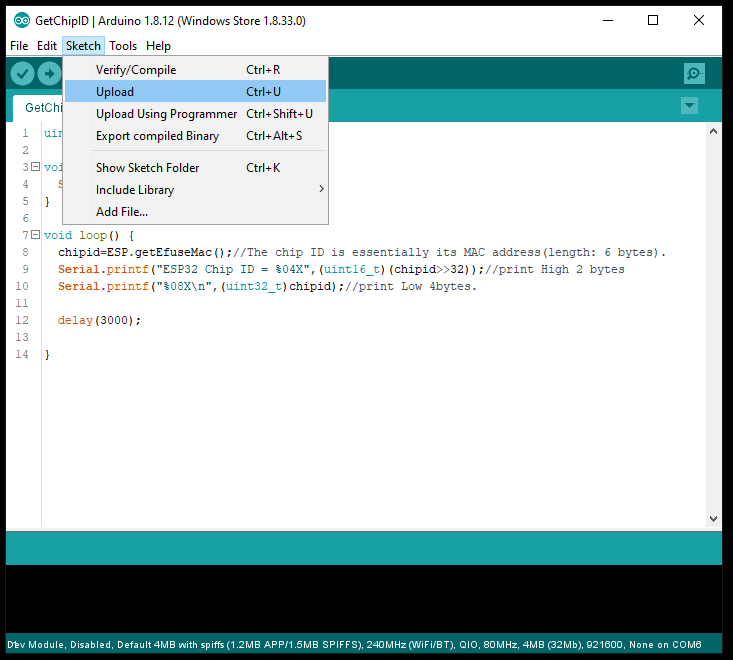 GetChipID | Arduino 1.8.12 (Windows Store 1.8.33.0)
File Edit Sketch Tools Help
Verify/Compile Ctrl+R
Upload Ctrl+U
Upload Using Programmer Ctrl+Shift+U
Export compiled Binary Ctrl+Alt+S
Show Sketch Folder Ctrl+K
Include Library
Add File...
GetChi
1 uin
2
3 voi
4 S
5 }
6
7 void loop() {
8 chipid=ESP.getEfuseMac();//The chip ID is essentially its MAC address(length: 6 bytes).
9 Serial.printf("ESP32 Chip ID = %04X",(uint16_t)(chipid>>32));//print High 2 bytes
10 Serial.printf("%08X\n",(uint32_t)chipid);//print Low 4bytes.
11
12 delay(3000);
13
14 }
Module, Disabled, Default 4MB with spiffs (1.2MB APP/1.5MB SPIFFS), 240MHz (WiFi/BT), QIO, 80MHz, 4MB (32Mb), 921600, None on COM6